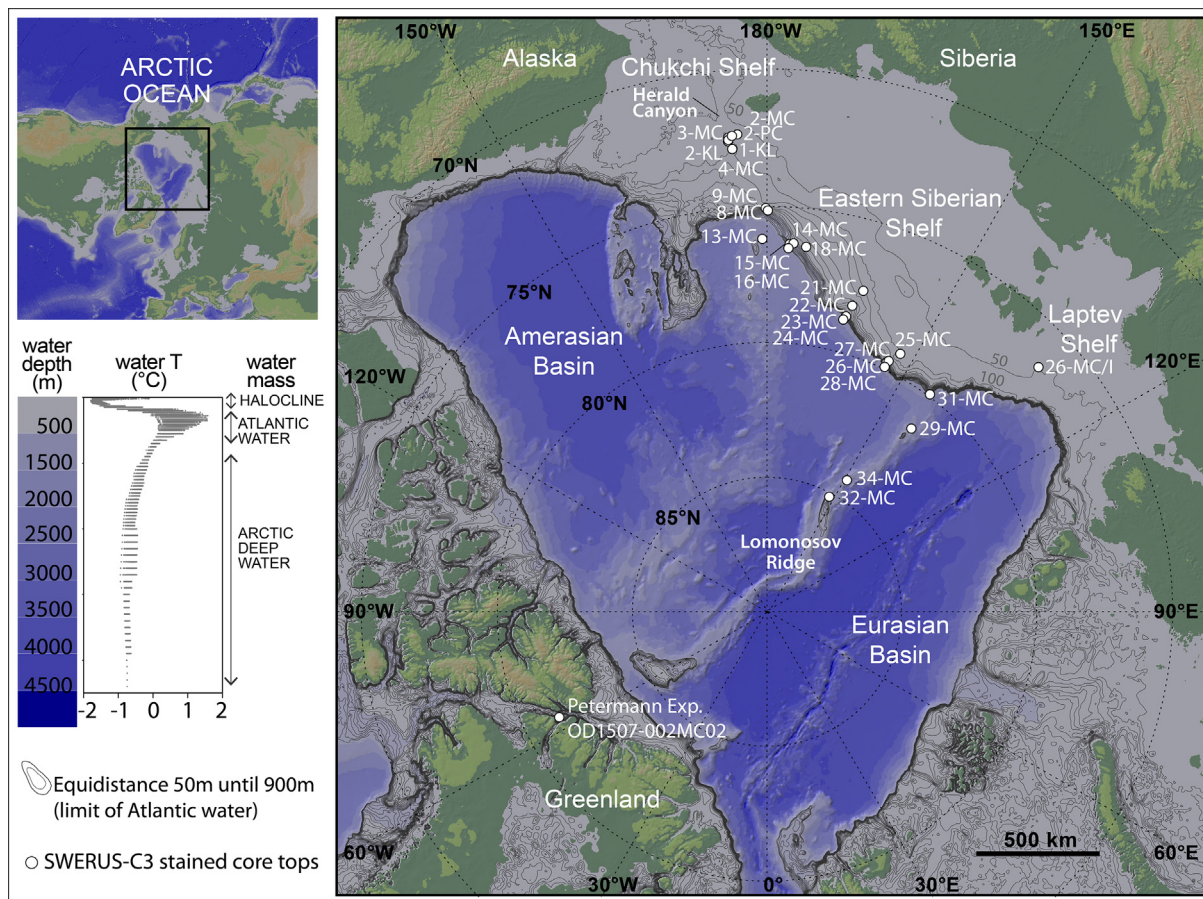 ARCTIC
OCEAN
water
depth
(m)
water T
(°C)
water
mass
HALOCLINE
ATLANTIC
WATER
ARCTIC
DEEP
WATER
500
1500
2000
2500
3000
3500
4000
4500
-2
-1
0
1
2
Equidistance 50m until 900m
(limit of Atlantic water)
SWERUS-C3 stained core tops
150°W
180°W
150°E
Alaska
Siberia
Chukchi Shelf
Herald
Canyon
50
2-MC
3-MC
2-PC
2-KL
1-KL
4-MC
70°N
9-MC
8-MC
Eastern Siberian
Shelf
13-MC
14-MC
18-MC
15-MC
16-MC
75°N
21-MC
22-MC
23-MC
24-MC
Amerasian
Basin
Laptev
Shelf
27-MC
25-MC
26-MC
28-MC
50
100
26-MC/I
120°E
120°W
31-MC
80°N
29-MC
34-MC
32-MC
85°N
Lomonosov
Ridge
90°W
90°E
Eurasian
Basin
Petermann Exp.
OD1507-002MC02
Greenland
500 km
60°W
30°W
0°
30°E
60°E